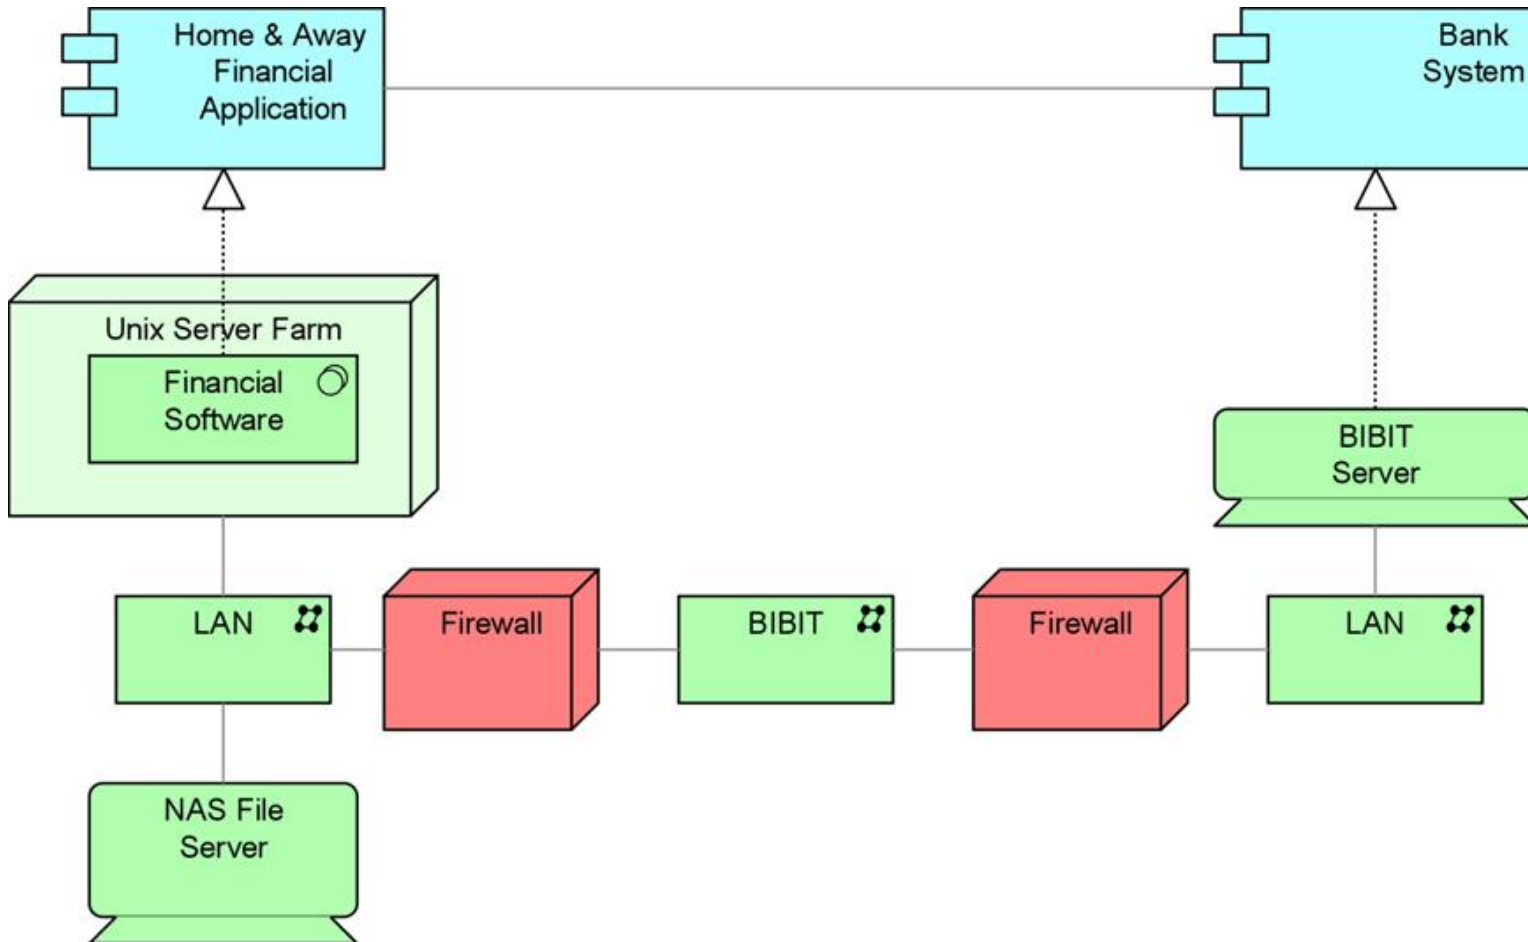 Home & Away
Financial
Application
Bank
System
Unix Server Farm
Financial
Software
BIBIT
Server
LAN
Firewall
BIBIT
Firewall
LAN
NAS File
Server